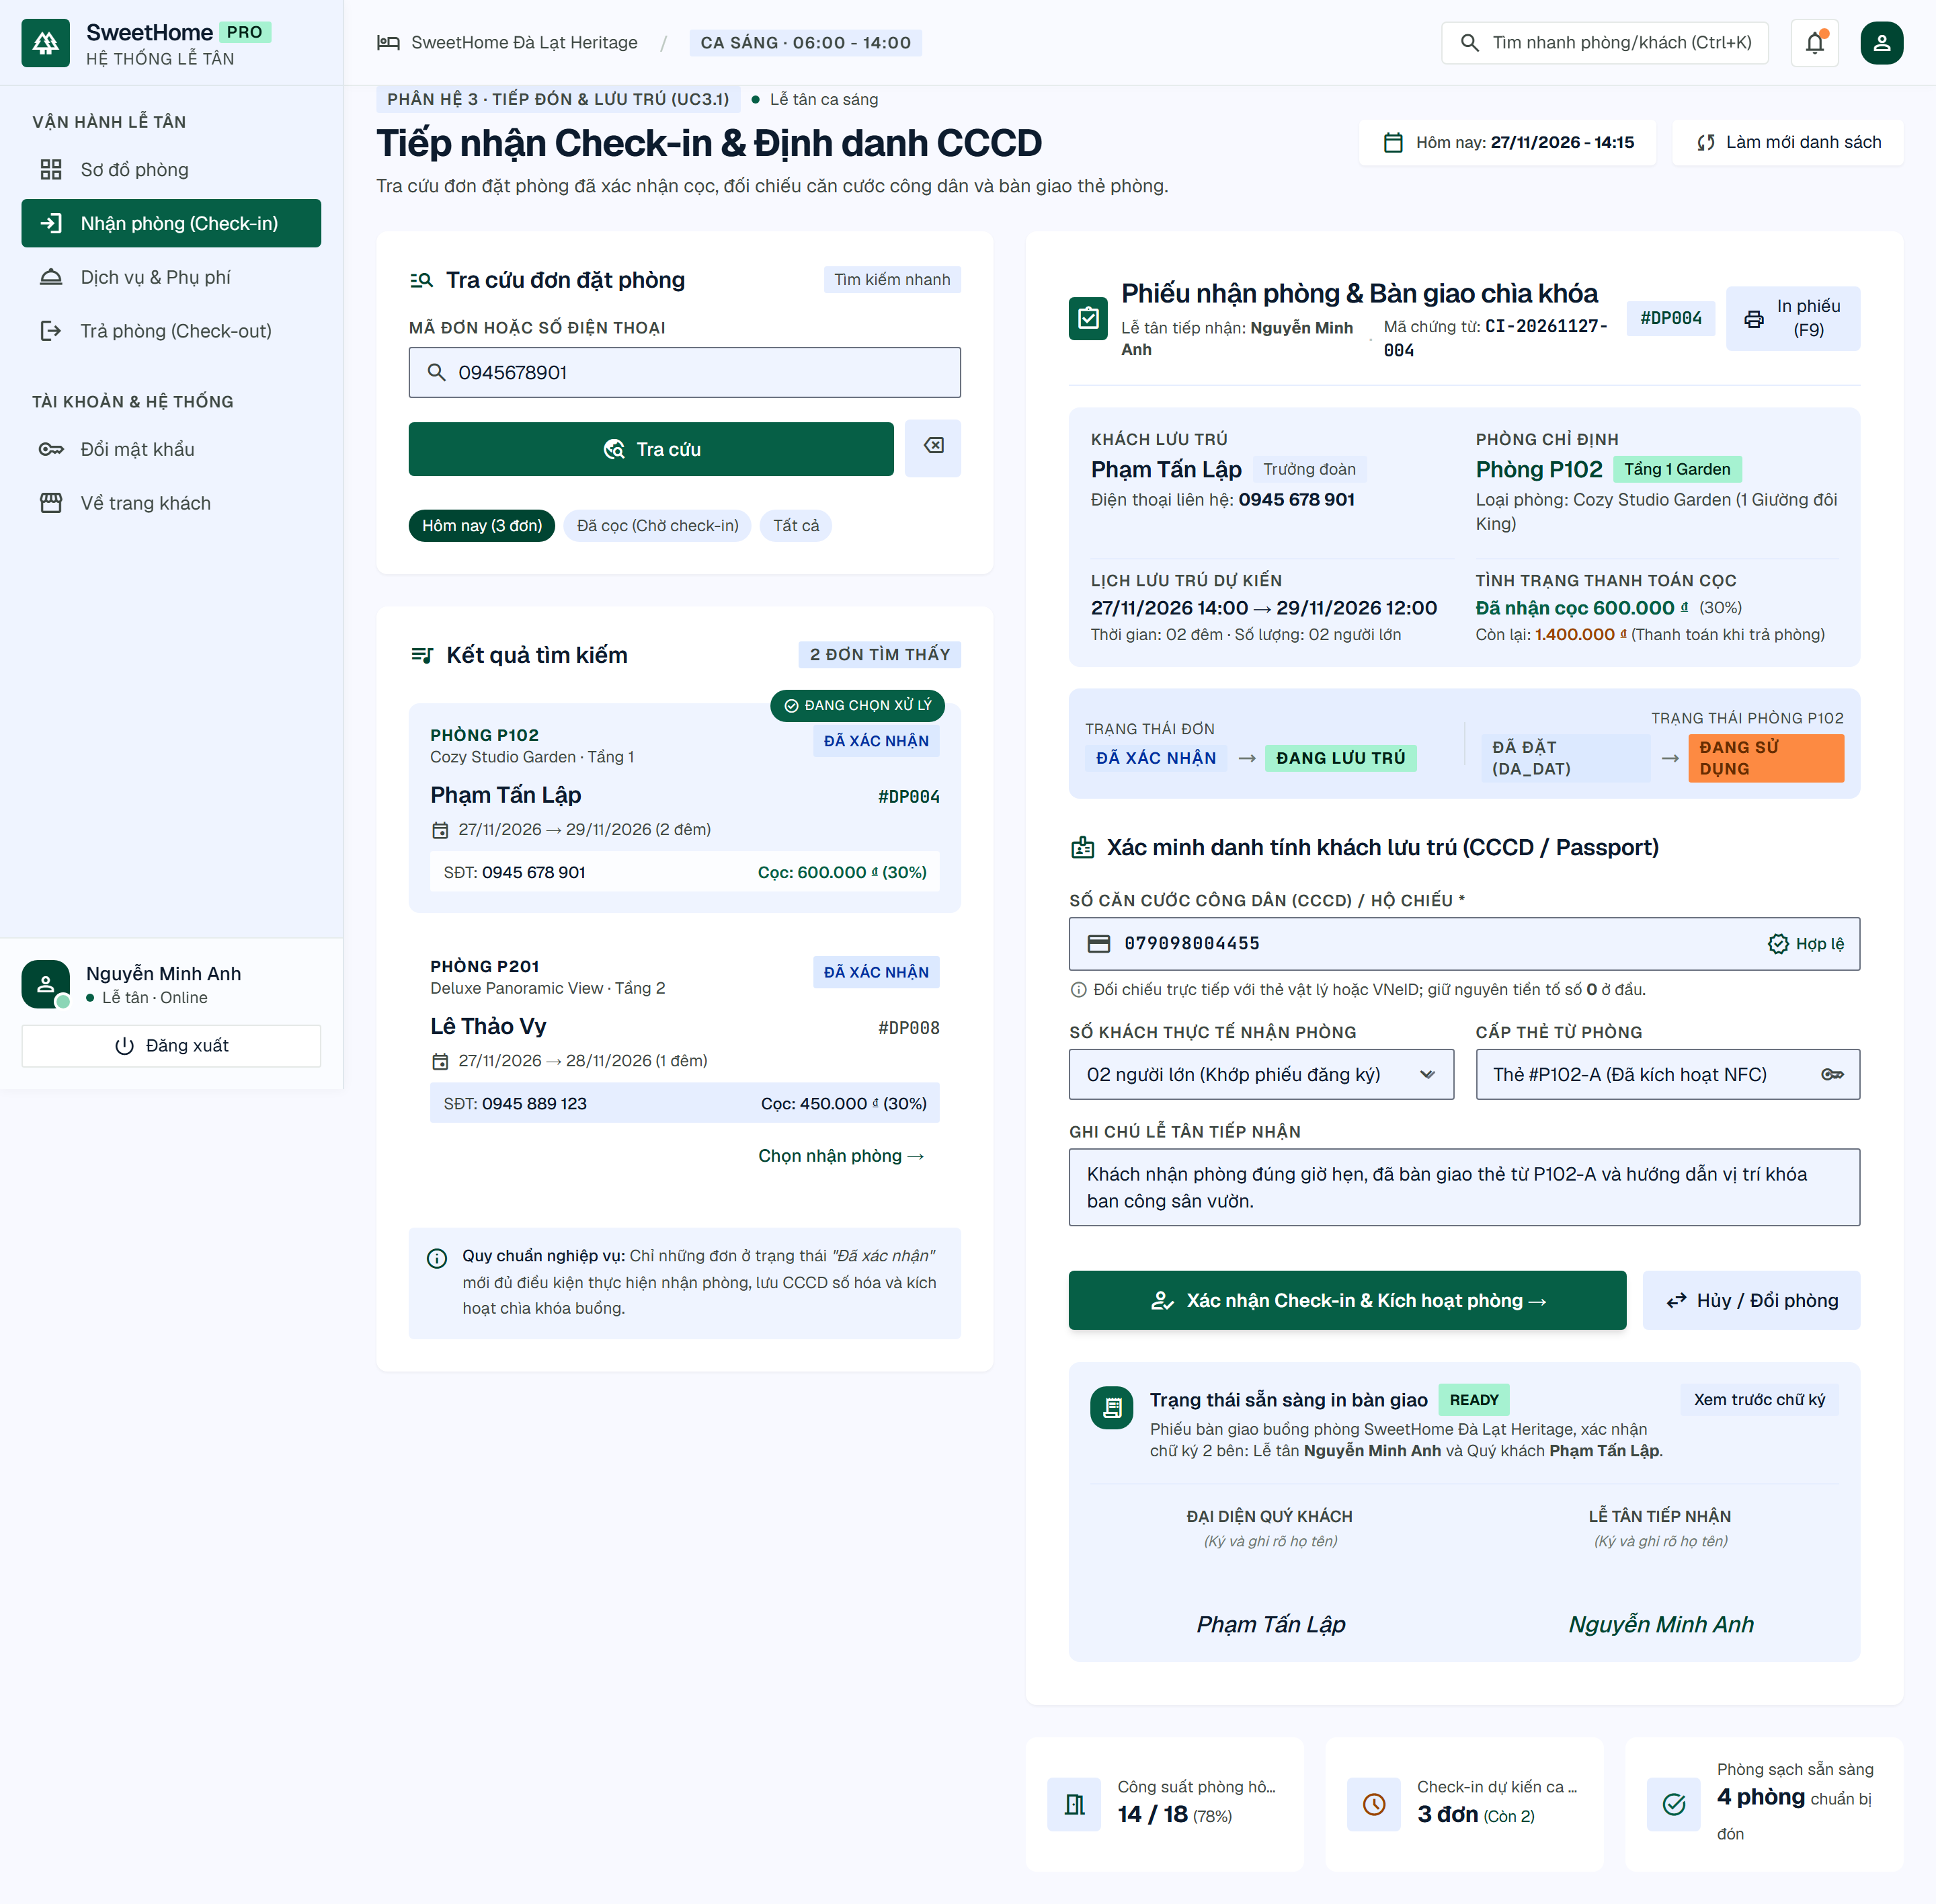 SweetHome PRO
HỆ THỐNG LỄ TÂN
VẬN HÀNH LỄ TÂN
Sơ đồ phòng
Nhận phòng (Check-in)
Dịch vụ & Phụ phí
Trả phòng (Check-out)
TÀI KHOẢN & HỆ THỐNG
Đổi mật khẩu
Về trang khách
Nguyễn Minh Anh
Lễ tân · Online
Đăng xuất
SweetHome Đà Lạt Heritage / CA SÁNG · 06:00 - 14:00
Tìm nhanh phòng/khách (Ctrl+K)
PHÂN HỆ 3 · TIẾP ĐÓN & LƯU TRÚ (UC3.1) Lễ tân ca sáng
Tiếp nhận Check-in & Định danh CCCD
Tra cứu đơn đặt phòng đã xác nhận cọc, đối chiếu căn cước công dân và bàn giao thẻ phòng.
Hôm nay: 27/11/2026 - 14:15
Làm mới danh sách
Tra cứu đơn đặt phòng
Tìm kiếm nhanh
MÃ ĐƠN HOẶC SỐ ĐIỆN THOẠI
0945678901
Tra cứu
Hôm nay (3 đơn)
Đã cọc (Chờ check-in)
Tất cả
Kết quả tìm kiếm
2 ĐƠN TÌM THẤY
ĐANG CHỌN XỬ LÝ
PHÒNG P102
ĐÃ XÁC NHẬN
Cozy Studio Garden · Tầng 1
Phạm Tấn Lập
#DP004
27/11/2026 → 29/11/2026 (2 đêm)
SĐT: 0945 678 901
Cọc: 600.000 ₫ (30%)
PHÒNG P201
ĐÃ XÁC NHẬN
Deluxe Panoramic View · Tầng 2
Lê Thảo Vy
#DP008
27/11/2026 → 28/11/2026 (1 đêm)
SĐT: 0945 889 123
Cọc: 450.000 ₫ (30%)
Chọn nhận phòng →
Quy chuẩn nghiệp vụ: Chỉ những đơn ở trạng thái "Đã xác nhận"
mới đủ điều kiện thực hiện nhận phòng, lưu CCCD số hóa và kích
hoạt chìa khóa buồng.
Phiếu nhận phòng & Bàn giao chìa khóa
Lễ tân tiếp nhận: Nguyễn Minh
Anh
· Mã chứng từ: CI-20261127-
004
#DP004
In phiếu
(F9)
KHÁCH LƯU TRÚ
Phạm Tấn Lập Trưởng đoàn
Điện thoại liên hệ: 0945 678 901
PHÒNG CHỈ ĐỊNH
Phòng P102 Tầng 1 Garden
Loại phòng: Cozy Studio Garden (1 Giường đôi
King)
LỊCH LƯU TRÚ DỰ KIẾN
27/11/2026 14:00 → 29/11/2026 12:00
Thời gian: 02 đêm · Số lượng: 02 người lớn
TÌNH TRẠNG THANH TOÁN CỌC
Đã nhận cọc 600.000 ₫ (30%)
Còn lại: 1.400.000 ₫ (Thanh toán khi trả phòng)
TRẠNG THÁI ĐƠN
ĐÃ XÁC NHẬN → ĐANG LƯU TRÚ
TRẠNG THÁI PHÒNG P102
ĐÃ ĐẶT
(DA_DAT)
→ ĐANG SỬ
DỤNG
Xác minh danh tính khách lưu trú (CCCD / Passport)
SỐ CĂN CƯỚC CÔNG DÂN (CCCD) / HỘ CHIẾU *
079098004455
Hợp lệ
Đối chiếu trực tiếp với thẻ vật lý hoặc VNeID; giữ nguyên tiền tố số 0 ở đầu.
SỐ KHÁCH THỰC TẾ NHẬN PHÒNG
02 người lớn (Khớp phiếu đăng ký)
CẤP THẺ TỪ PHÒNG
Thẻ #P102-A (Đã kích hoạt NFC)
GHI CHÚ LỄ TÂN TIẾP NHẬN
Khách nhận phòng đúng giờ hẹn, đã bàn giao thẻ từ P102-A và hướng dẫn vị trí khóa
ban công sân vườn.
Xác nhận Check-in & Kích hoạt phòng →
Hủy / Đổi phòng
Trạng thái sẵn sàng in bàn giao READY
Xem trước chữ ký
Phiếu bàn giao buồng phòng SweetHome Đà Lạt Heritage, xác nhận
chữ ký 2 bên: Lễ tân Nguyễn Minh Anh và Quý khách Phạm Tấn Lập.
ĐẠI DIỆN QUÝ KHÁCH
(Ký và ghi rõ họ tên)
Phạm Tấn Lập
LỄ TÂN TIẾP NHẬN
(Ký và ghi rõ họ tên)
Nguyễn Minh Anh
Công suất phòng hô...
14 / 18 (78%)
Check-in dự kiến ca ...
3 đơn (Còn 2)
Phòng sạch sẵn sàng
4 phòng chuẩn bị
đón